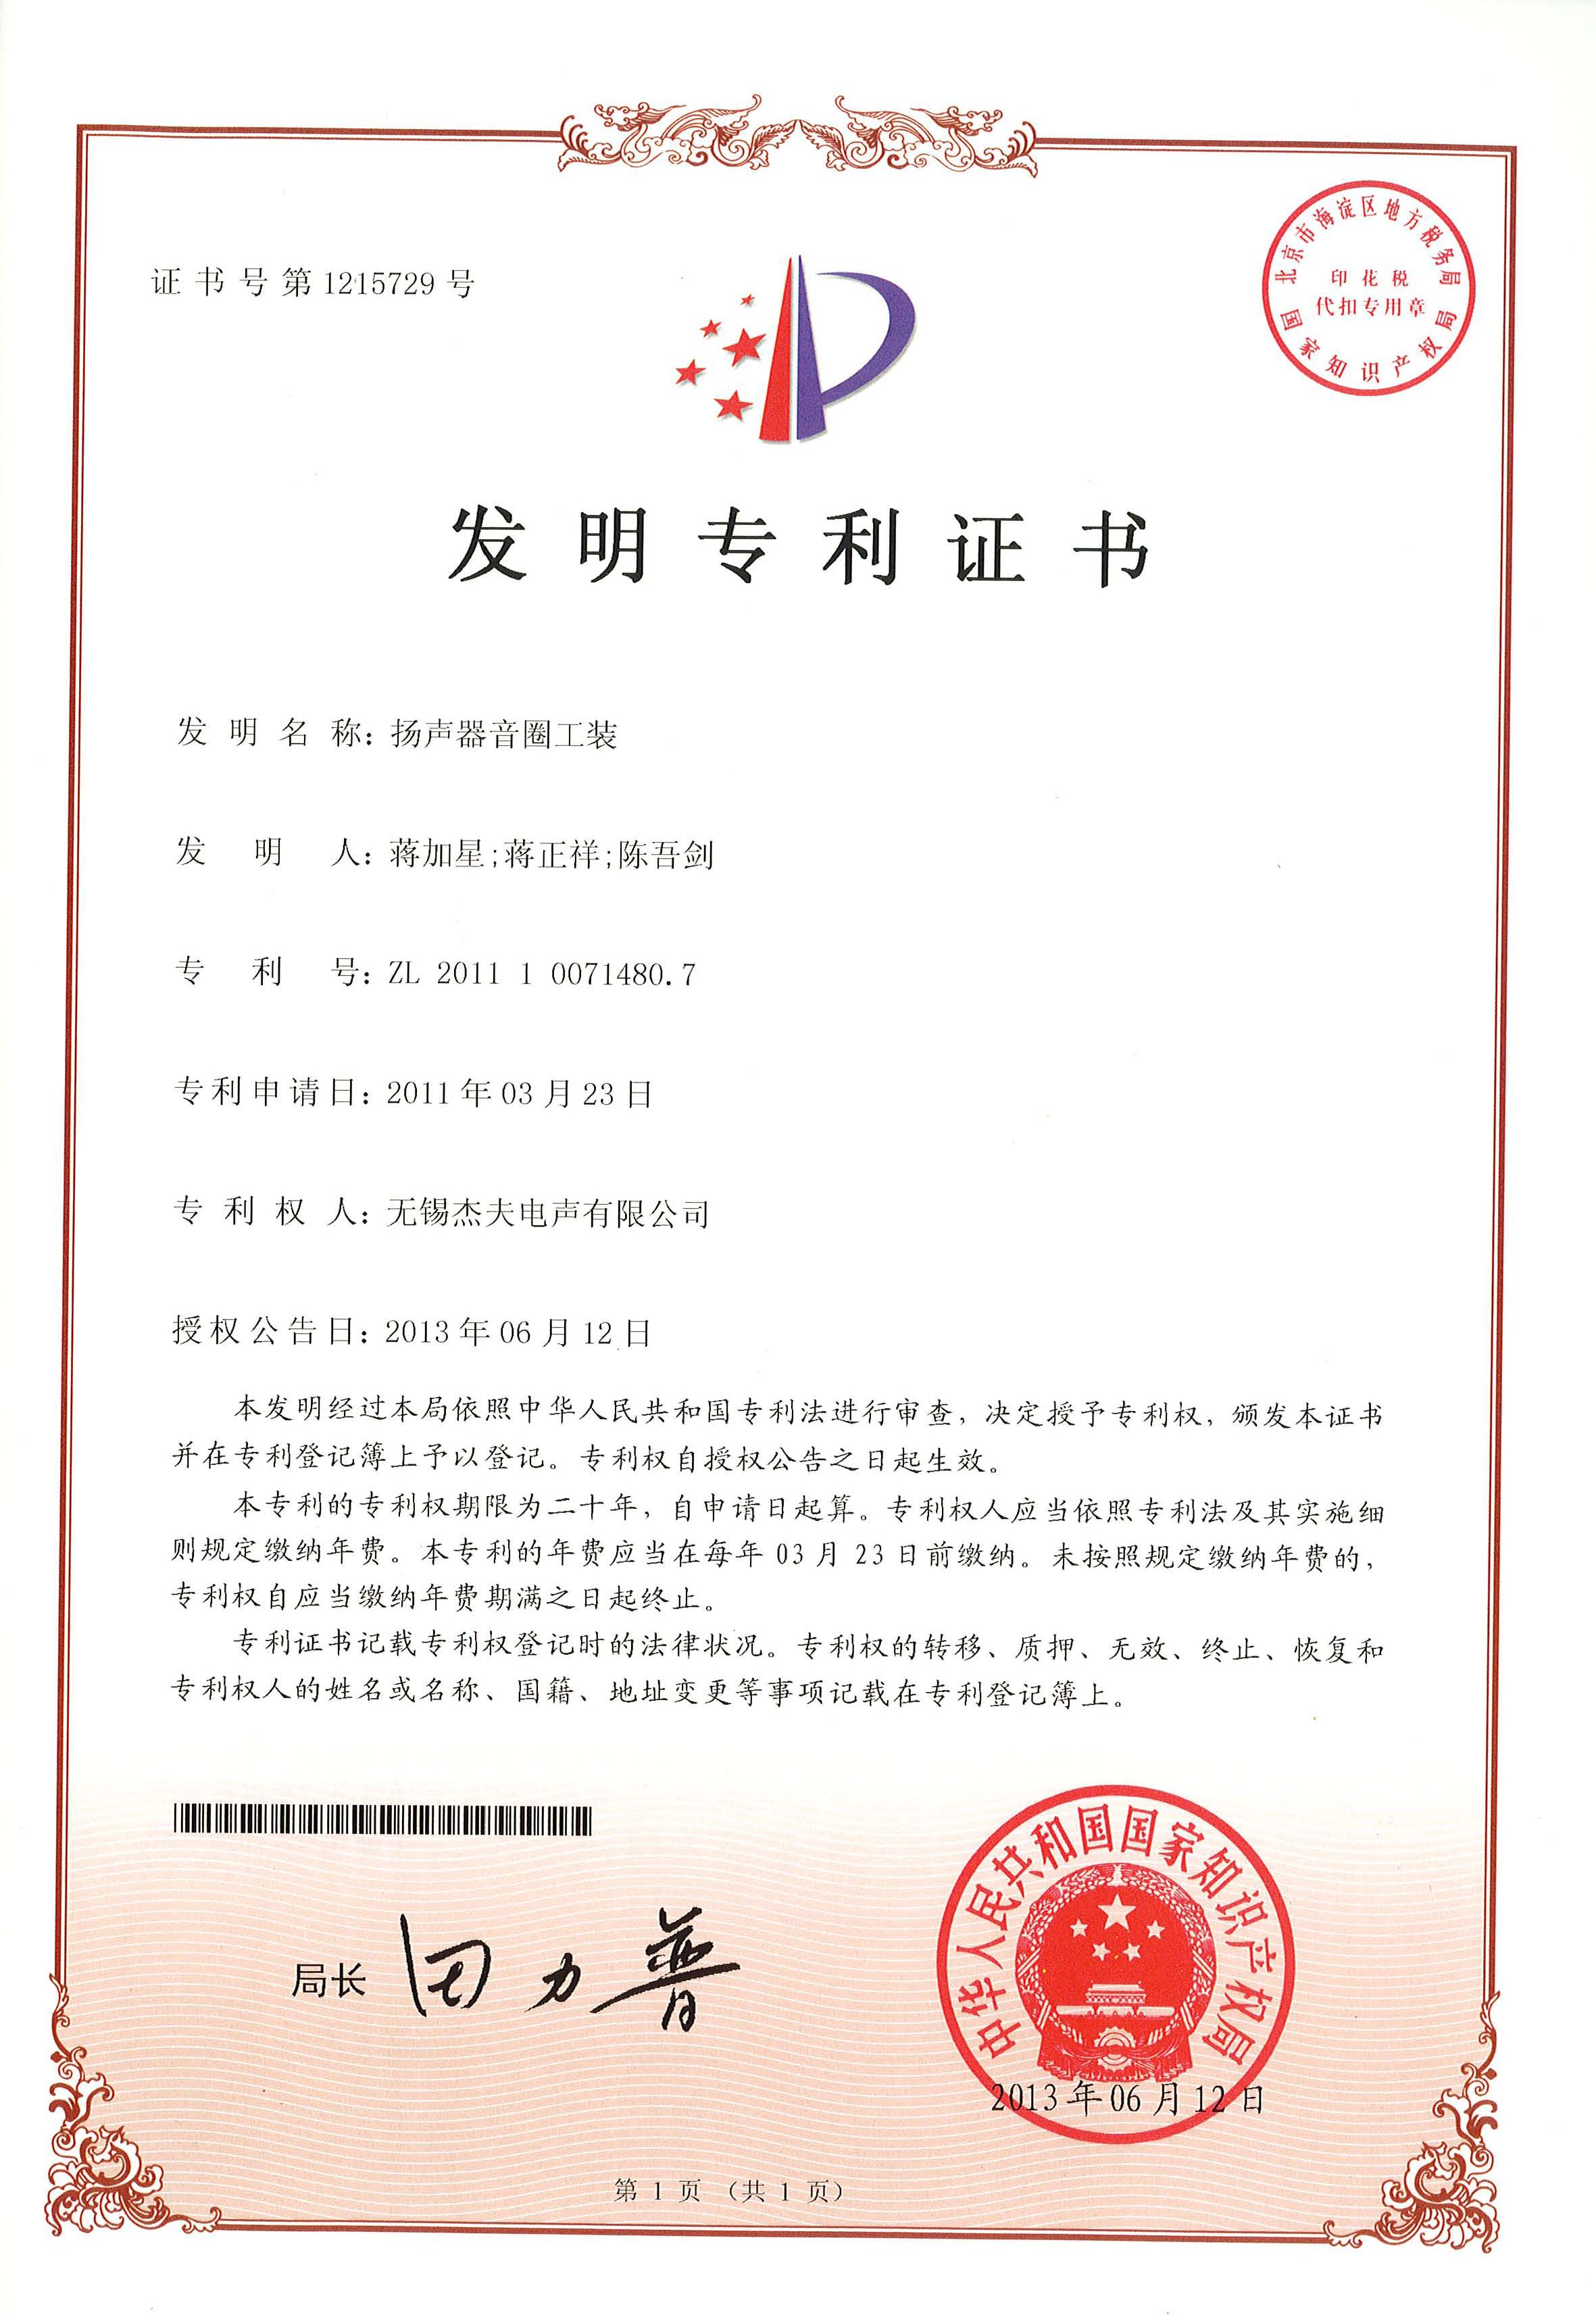 证书号第1215729号
北京市海淀区地方税务局
印花税
代扣专用章
国家知识产权局
发明专利证书
发明名称：扬声器音圈工装
发明人：蒋加星;蒋正祥;陈吾剑
专利号：ZL 2011 1 0071480.7
专利申请日：2011年03月23日
专利权人：无锡杰夫电声有限公司
授权公告日：2013年06月12日
本发明经过本局依照中华人民共和国专利法进行审查，决定授予专利权，颁发本证书
并在专利登记簿上予以登记。专利权自授权公告之日起生效。
本专利的专利权期限为二十年，自申请日起算。专利权人应当依照专利法及其实施细
则规定缴纳年费。本专利的年费应当在每年03月23日前缴纳。未按照规定缴纳年费的，
专利权自应当缴纳年费期满之日起终止。
专利证书记载专利权登记时的法律状况。专利权的转移、质押、无效、终止、恢复和
专利权人的姓名或名称、国籍、地址变更等事项记载在专利登记簿上。
局长 田力普
中华人民共和国国家知识产权局
2013年06月12日
第1页（共1页）